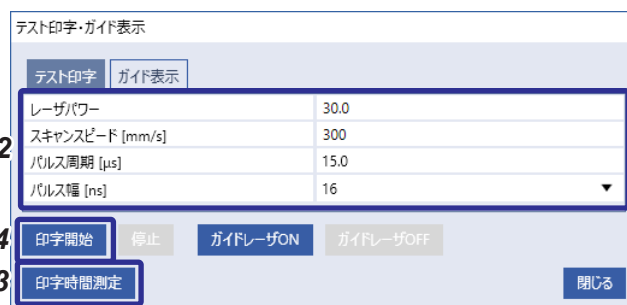 テスト印字・ガイド表示
テスト印字 ガイド表示
レーザパワー 30.0
スキャンスピード [mm/s] 300
パルス周期 [µs] 15.0
パルス幅 [ns] 16
2
4 印字開始 停止 ガイドレーザON ガイドレーザOFF
3 印字時間測定 閉じる